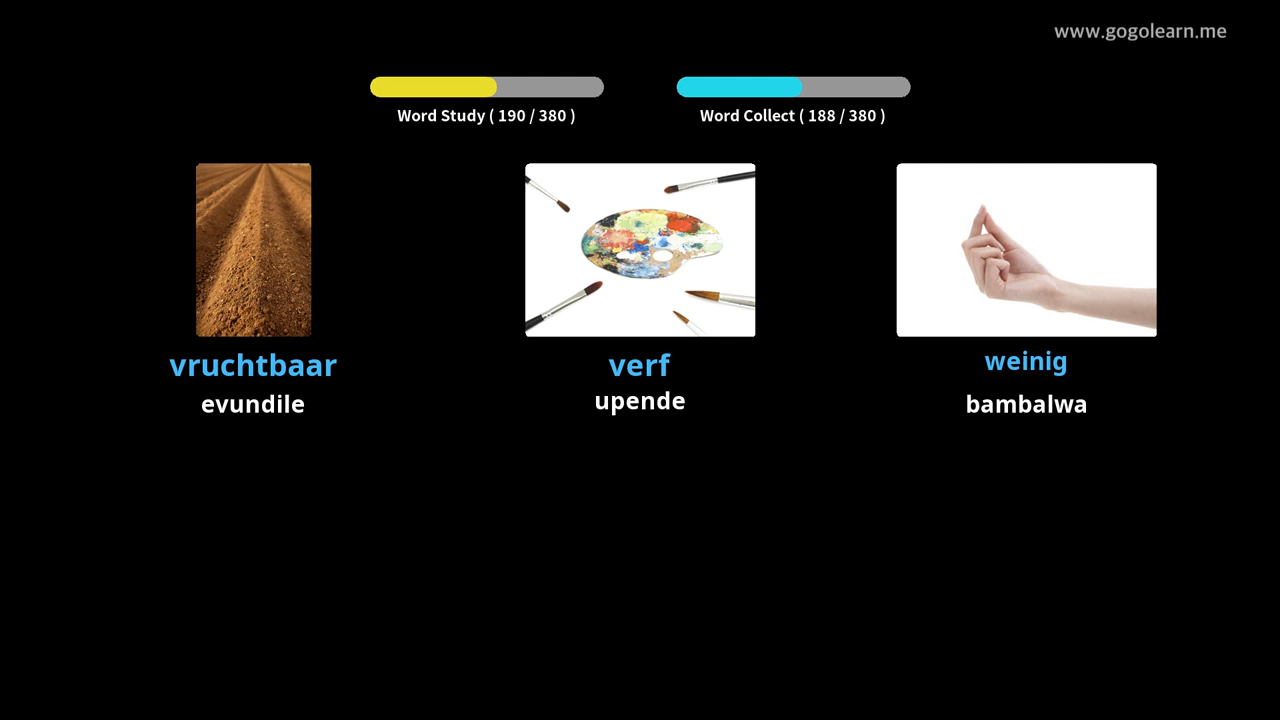 www.gogolearn.me
Word Study ( 190 / 380 )
Word Collect ( 188 / 380 )
vruchtbaar
evundile
verf
upende
weinig
bambalwa